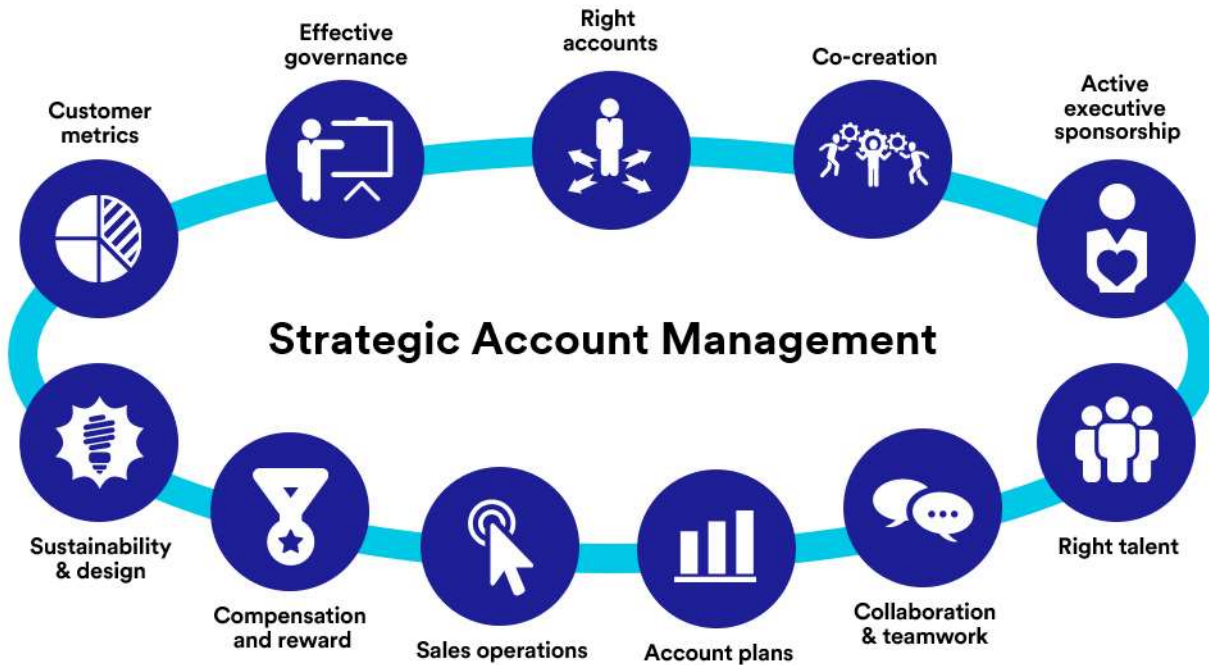 Effective
governance
Right
accounts
Co-creation
Active
executive
sponsorship
Customer
metrics
Strategic Account Management
Sustainability
& design
Compensation
and reward
Sales operations
Account plans
Collaboration
& teamwork
Right talent